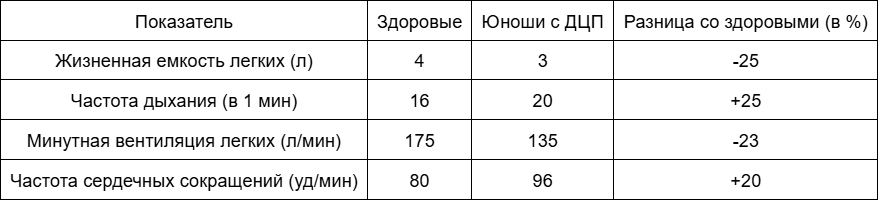 Показатель Здоровые Юноши с ДЦП Разница со здоровыми (в %)
Жизненная емкость легких (л) 4 3 -25
Частота дыхания (в 1 мин) 16 20 +25
Минутная вентиляция легких (л/мин) 175 135 -23
Частота сердечных сокращений (уд/мин) 80 96 +20